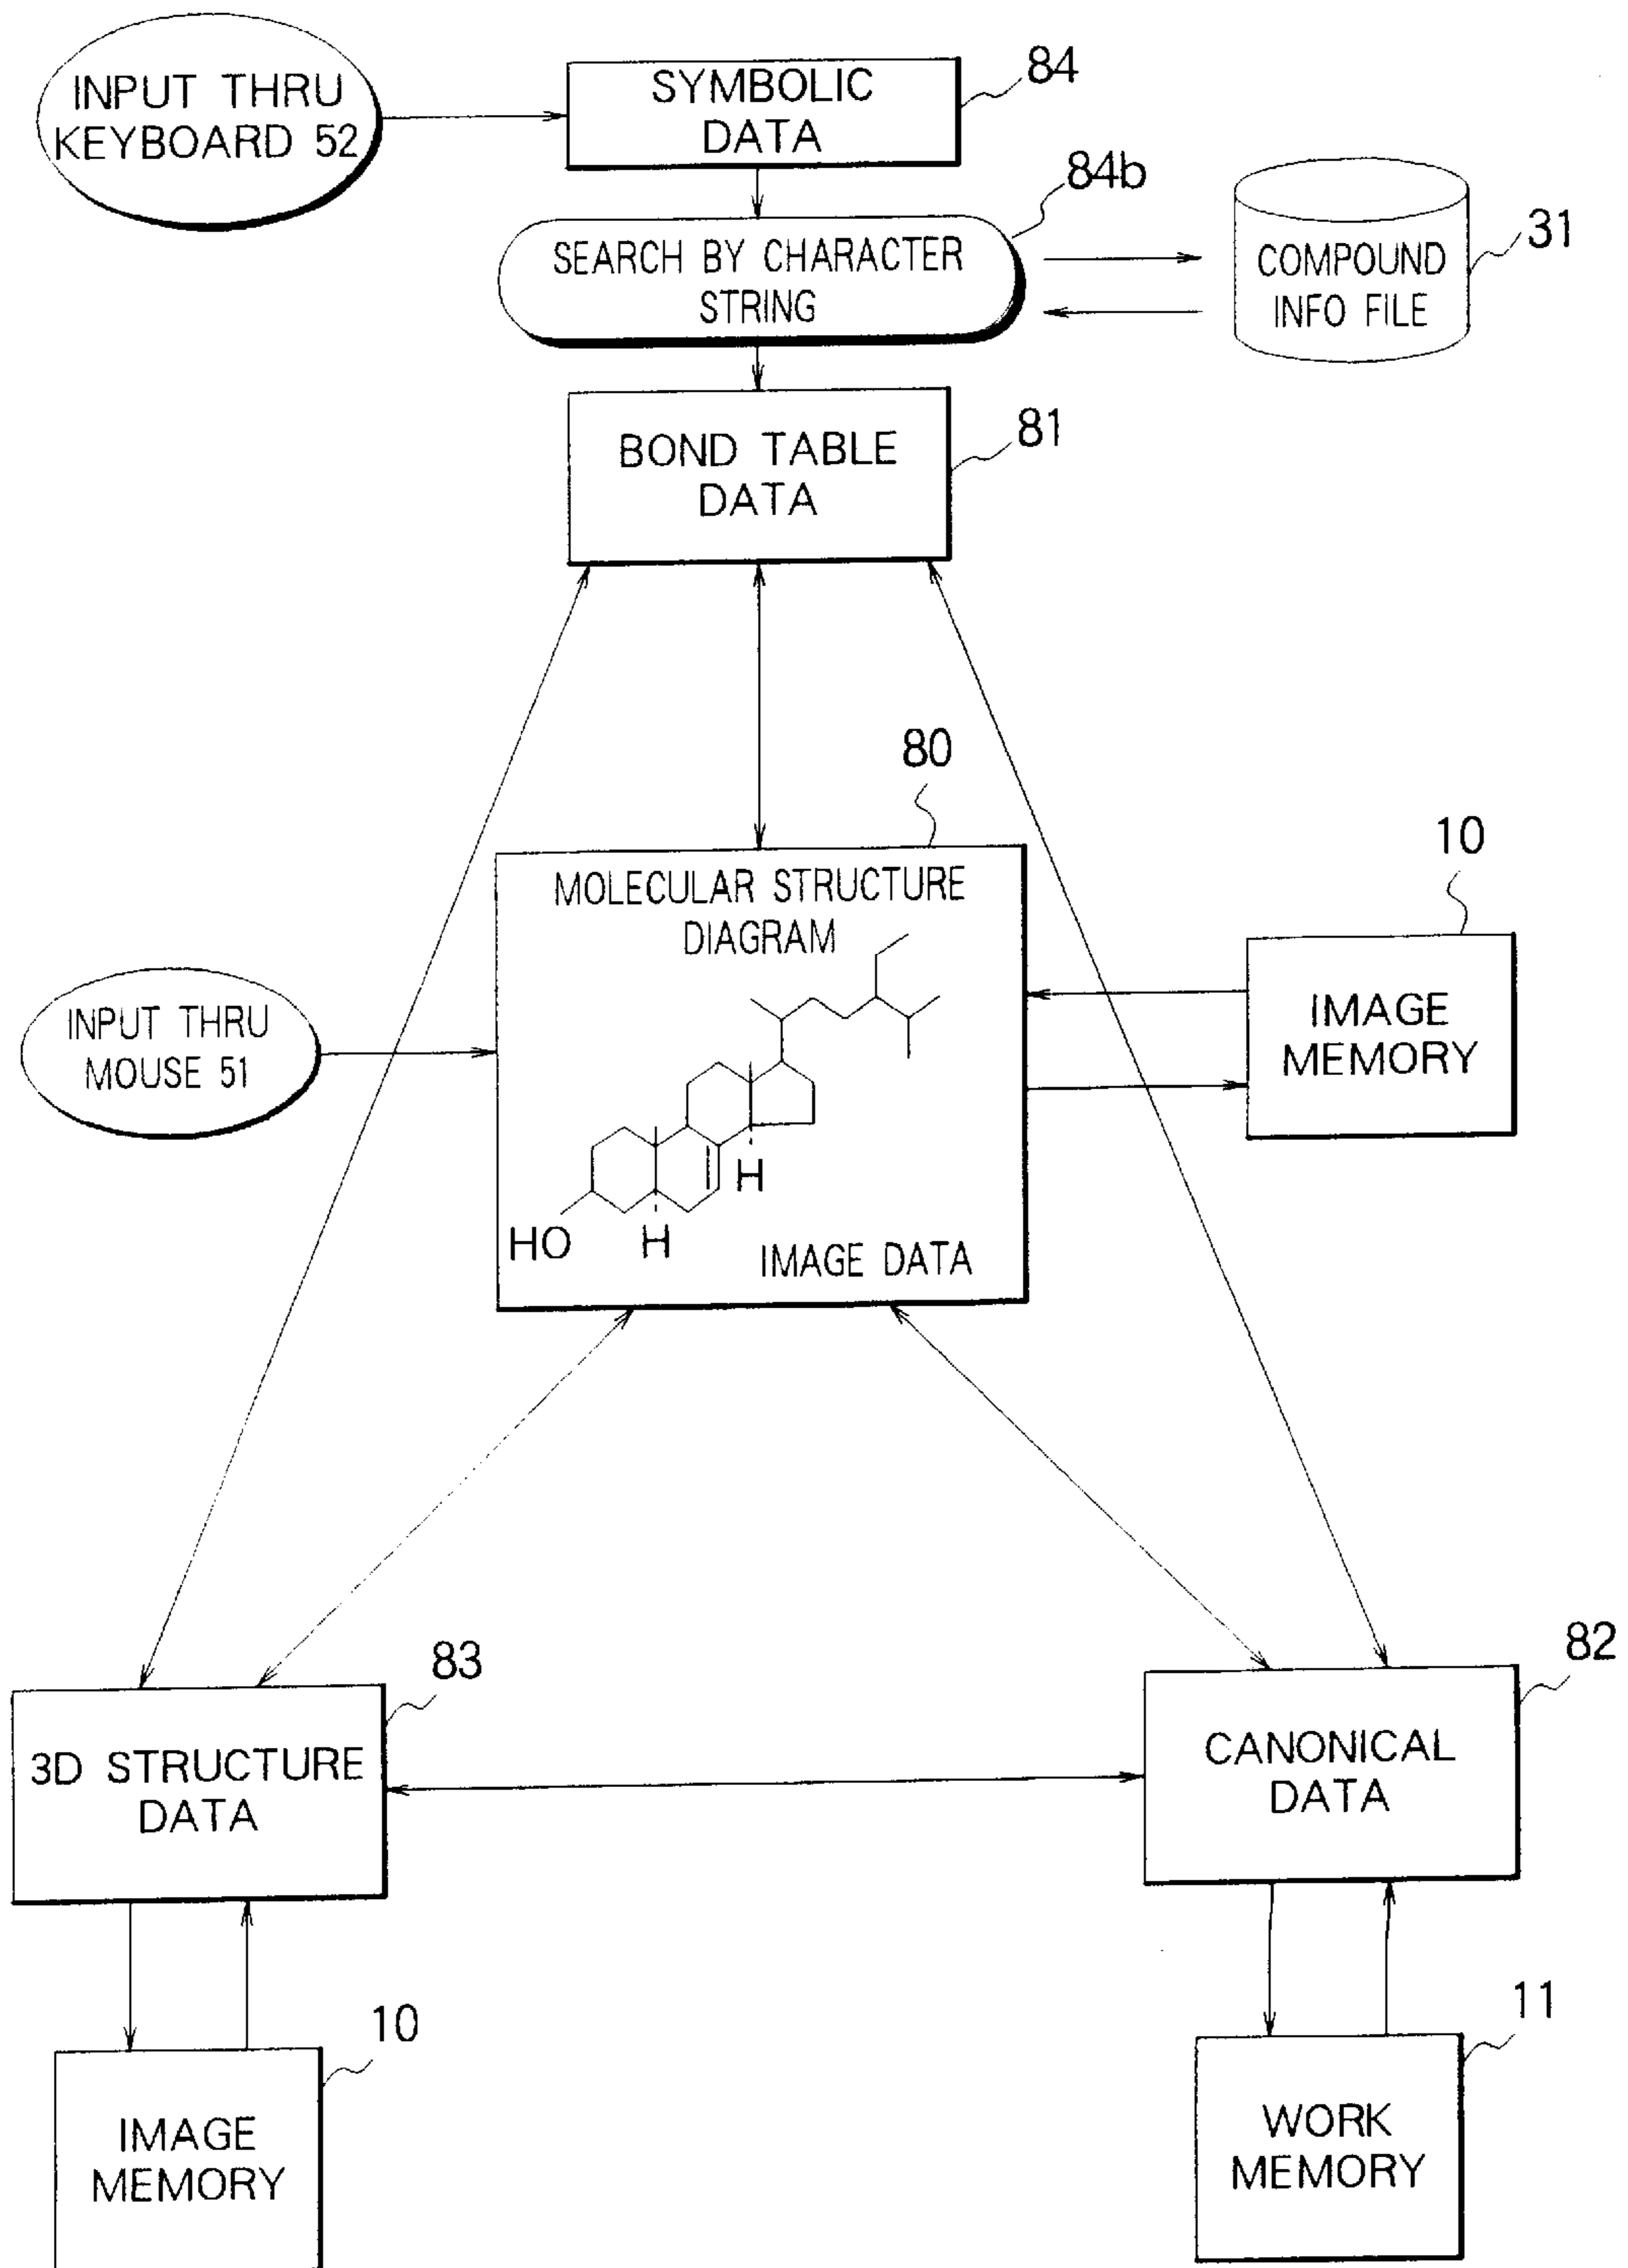 INPUT THRU
KEYBOARD 52
SYMBOLIC
DATA
84
84b
SEARCH BY CHARACTER
STRING
COMPOUND
INFO FILE
31
BOND TABLE
DATA
81
80
MOLECULAR STRUCTURE
DIAGRAM
10
IMAGE
MEMORY
INPUT THRU
MOUSE 51
H
HO
H
IMAGE DATA
83
3D STRUCTURE
DATA
82
CANONICAL
DATA
10
IMAGE
MEMORY
11
WORK
MEMORY